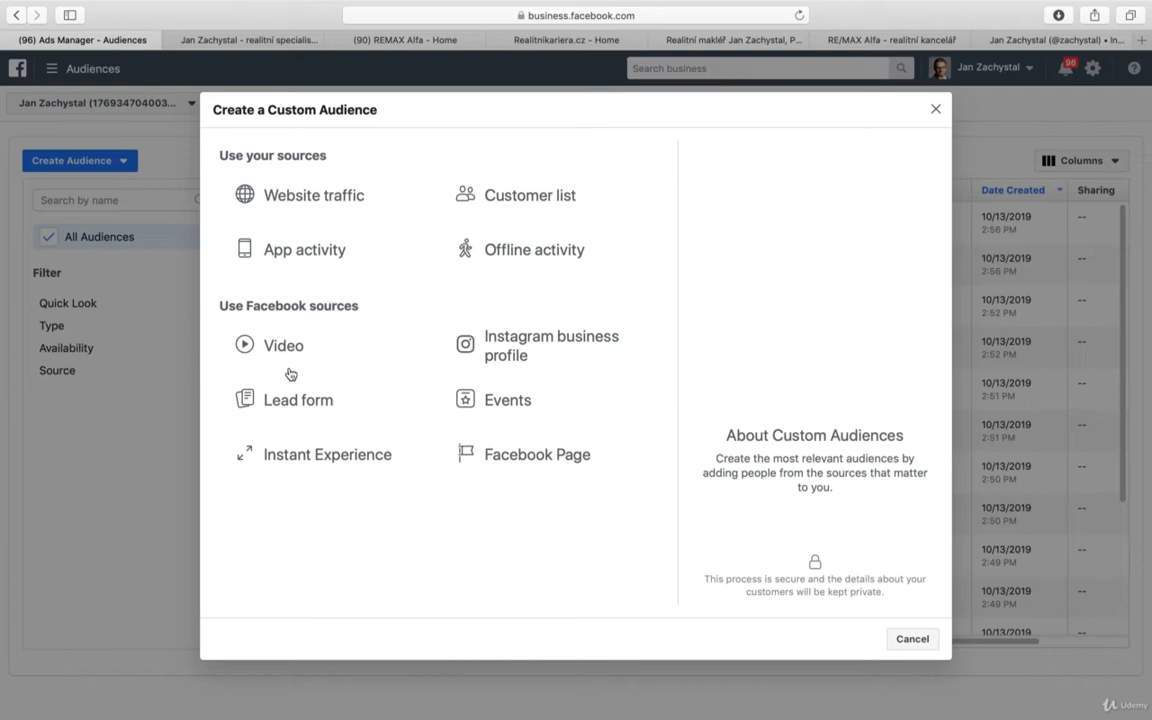 business.facebook.com
(96) Ads Manager - Audiences
Jan Zachystal - realitní specialis...
(90) REMAX Alfa - Home
Realitnikariera.cz - Home
Realitní makléř Jan Zachystal, P...
RE/MAX Alfa - realitní kancelář
Jan Zachystal (@zachystal) • In...
Audiences
Search business
Jan Zachystal
96
Jan Zachystal (176934704003...
Create a Custom Audience
Create Audience
Columns
Search by name
All Audiences
Filter
Quick Look
Type
Availability
Source
Use your sources
Website traffic
Customer list
App activity
Offline activity
Use Facebook sources
Video
Instagram business
profile
Lead form
Events
Instant Experience
Facebook Page
About Custom Audiences
Create the most relevant audiences by
adding people from the sources that matter
to you.
This process is secure and the details about your
customers will be kept private.
Cancel
Date Created
Sharing
10/13/2019
--
2:56 PM
10/13/2019
--
2:56 PM
10/13/2019
--
2:52 PM
10/13/2019
--
2:52 PM
10/13/2019
--
2:51 PM
10/13/2019
--
2:51 PM
10/13/2019
--
2:50 PM
10/13/2019
--
2:50 PM
10/13/2019
--
2:49 PM
10/13/2019
--
2:49 PM
10/13/2019
--
Udemy